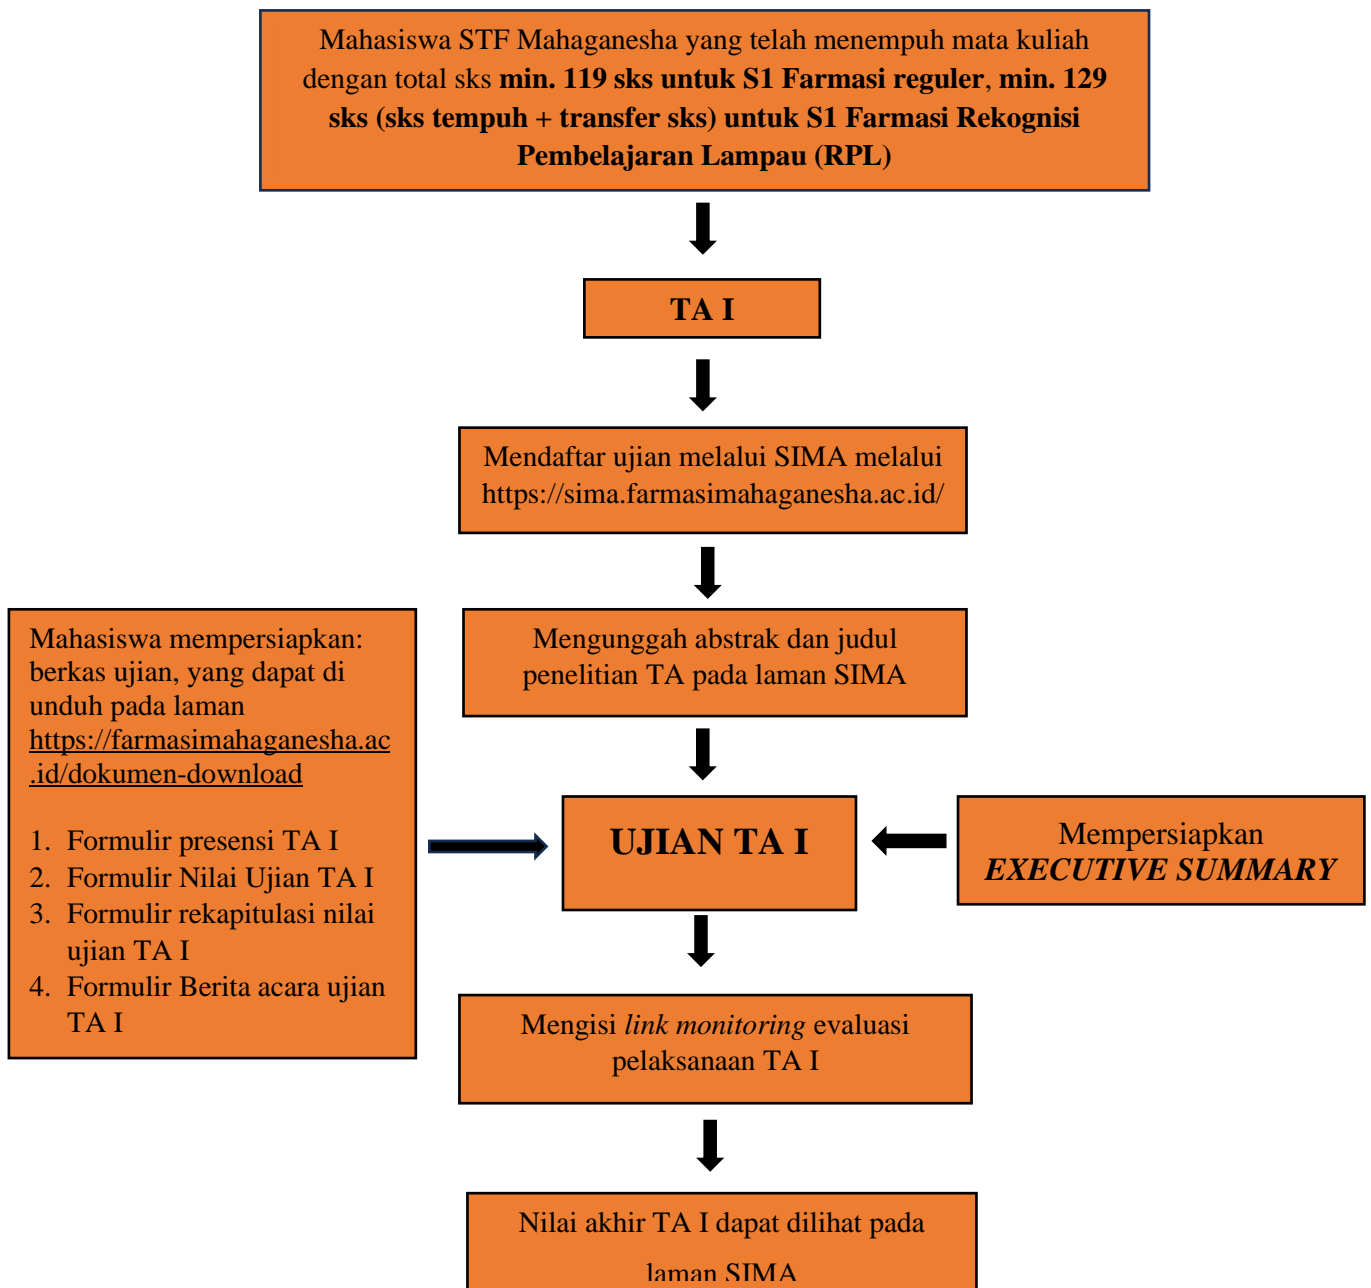 Mahasiswa STF Mahaganesha yang telah menempuh mata kuliah
dengan total sks min. 119 sks untuk S1 Farmasi reguler, min. 129
sks (sks tempuh + transfer sks) untuk S1 Farmasi Rekognisi
Pembelajaran Lampau (RPL)
TA I
Mendaftar ujian melalui SIMA melalui
https://sima.farmasimahaganesha.ac.id/
Mengunggah abstrak dan judul
penelitian TA pada laman SIMA
Mahasiswa mempersiapkan:
berkas ujian, yang dapat di
unduh pada laman
https://farmasimahaganesha.ac
.id/dokumen-download
1. Formulir presensi TA I
2. Formulir Nilai Ujian TA I
3. Formulir rekapitulasi nilai
ujian TA I
4. Formulir Berita acara ujian
TA I
UJIAN TA I
Mempersiapkan
EXECUTIVE SUMMARY
Mengisi link monitoring evaluasi
pelaksanaan TA I
Nilai akhir TA I dapat dilihat pada
laman SIMA